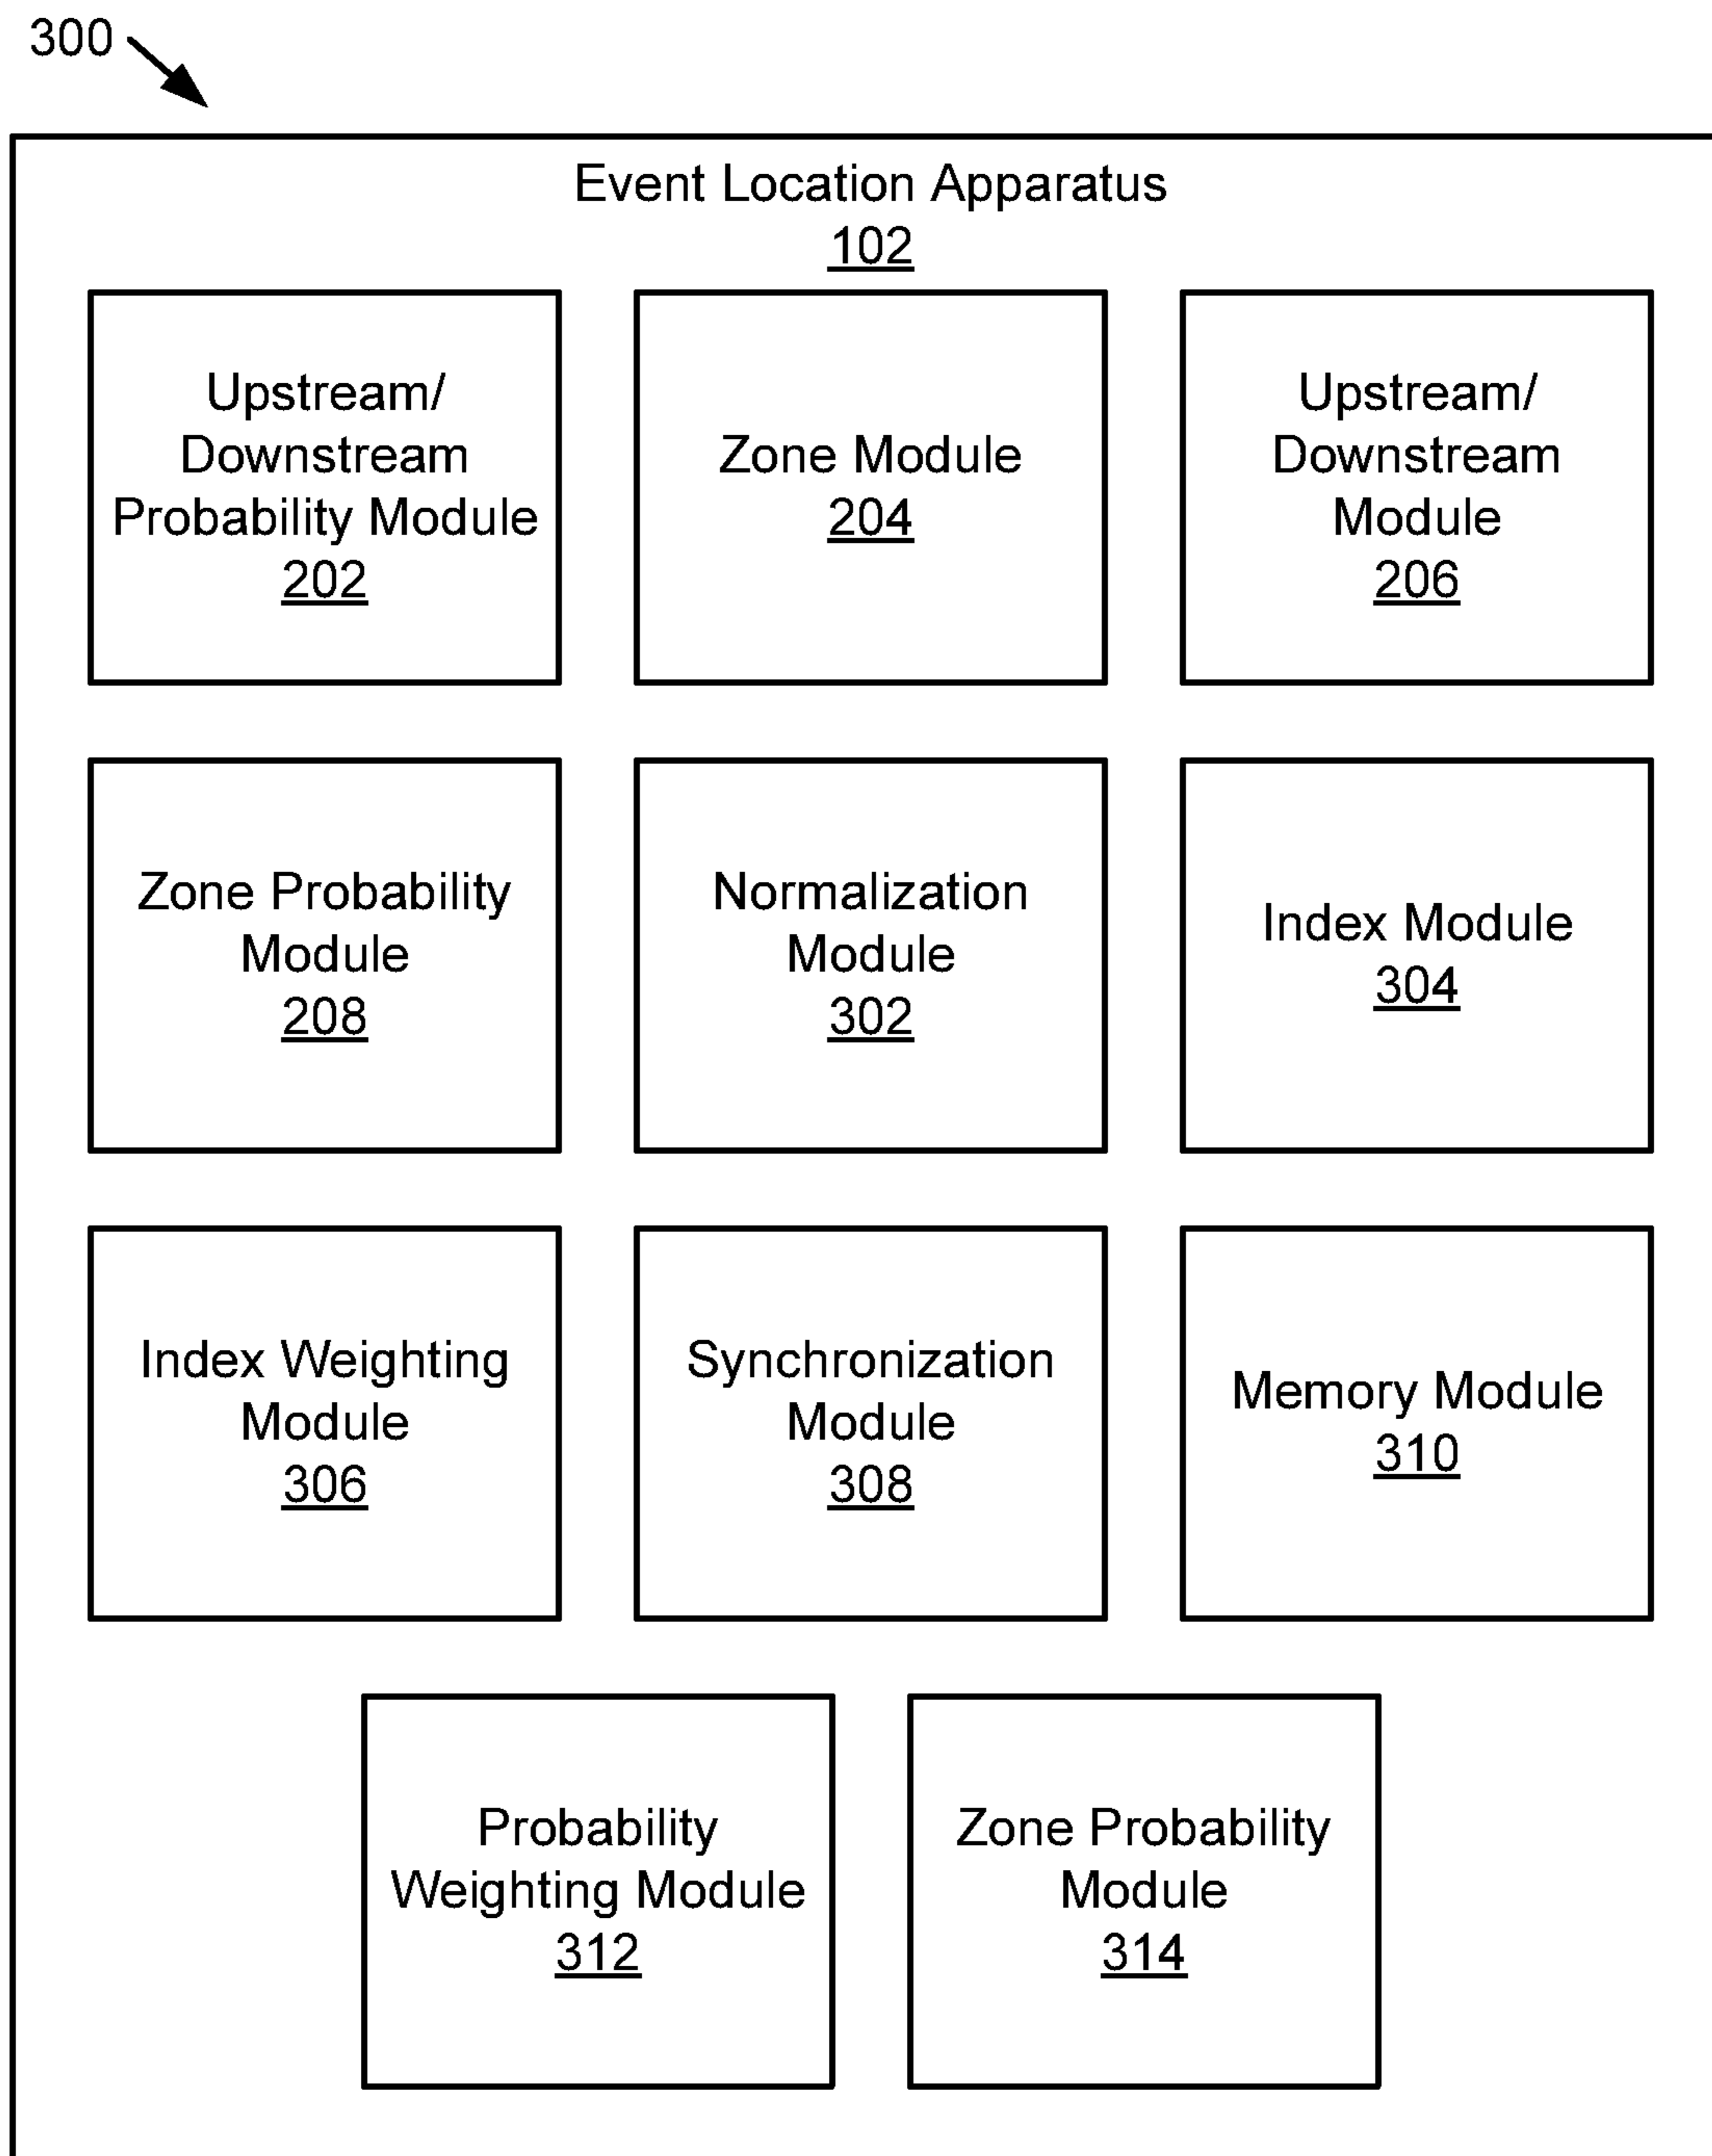 300
Event Location Apparatus
102
Upstream/
Downstream
Probability Module
202
Zone Module
204
Upstream/
Downstream
Module
206
Zone Probability
Module
208
Normalization
Module
302
Index Module
304
Index Weighting
Module
306
Synchronization
Module
308
Memory Module
310
Probability
Weighting Module
312
Zone Probability
Module
314